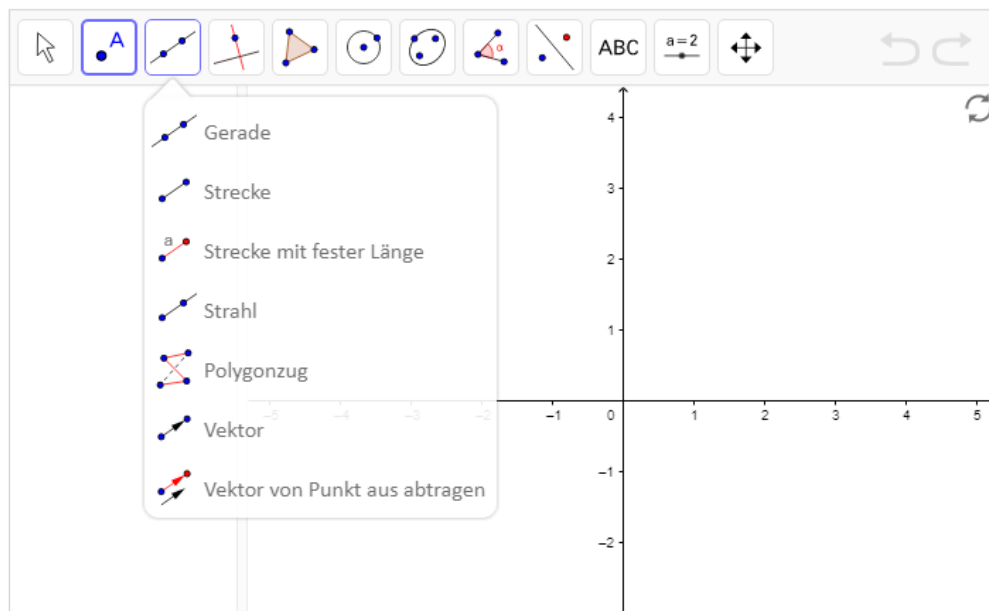 A
α
ABC
a=2
Gerade
Strecke
a
Strecke mit fester Länge
Strahl
Polygonzug
Vektor
Vektor von Punkt aus abtragen
4
3
2
1
–5 –4 –3 –2 –1 0 1 2 3 4 5
–1
–2